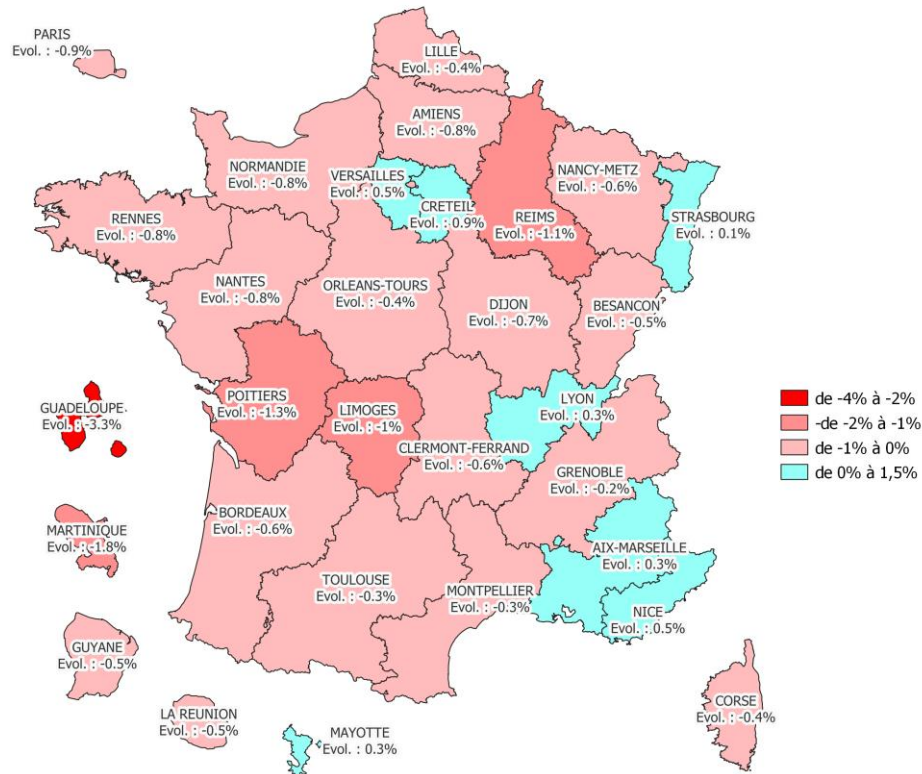 PARIS
Evol. : -0.9%
LILLE
Evol. : -0.4%
AMIENS
Evol. : -0.8%
NORMANDIE
Evol. : -0.8%
VERSAILLES
Evol. : 0.5%
CRETEIL
Evol. : 0.9%
REIMS
Evol. : -1.1%
NANCY-METZ
Evol. : -0.6%
STRASBOURG
Evol. : 0.1%
RENNES
Evol. : -0.8%
NANTES
Evol. : -0.8%
ORLEANS-TOURS
Evol. : -0.4%
DIJON
Evol. : -0.7%
BESANCON
Evol. : -0.5%
GUADELOUPE
Evol. : -3.3%
POITIERS
Evol. : -1.3%
LIMOGES
Evol. : -1%
LYON
Evol. : 0.3%
CLERMONT-FERRAND
Evol. : -0.6%
GRENOBLE
Evol. : -0.2%
de -4% à -2%
-de -2% à -1%
de -1% à 0%
de 0% à 1,5%
MARTINIQUE
Evol. : -1.8%
BORDEAUX
Evol. : -0.6%
AIX-MARSEILLE
Evol. : 0.3%
TOULOUSE
Evol. : -0.3%
MONTPELLIER
Evol. : -0.3%
NICE
Evol. : 0.5%
GUYANE
Evol. : -0.5%
LA REUNION
Evol. : -0.5%
MAYOTTE
Evol. : 0.3%
CORSE
Evol. : -0.4%